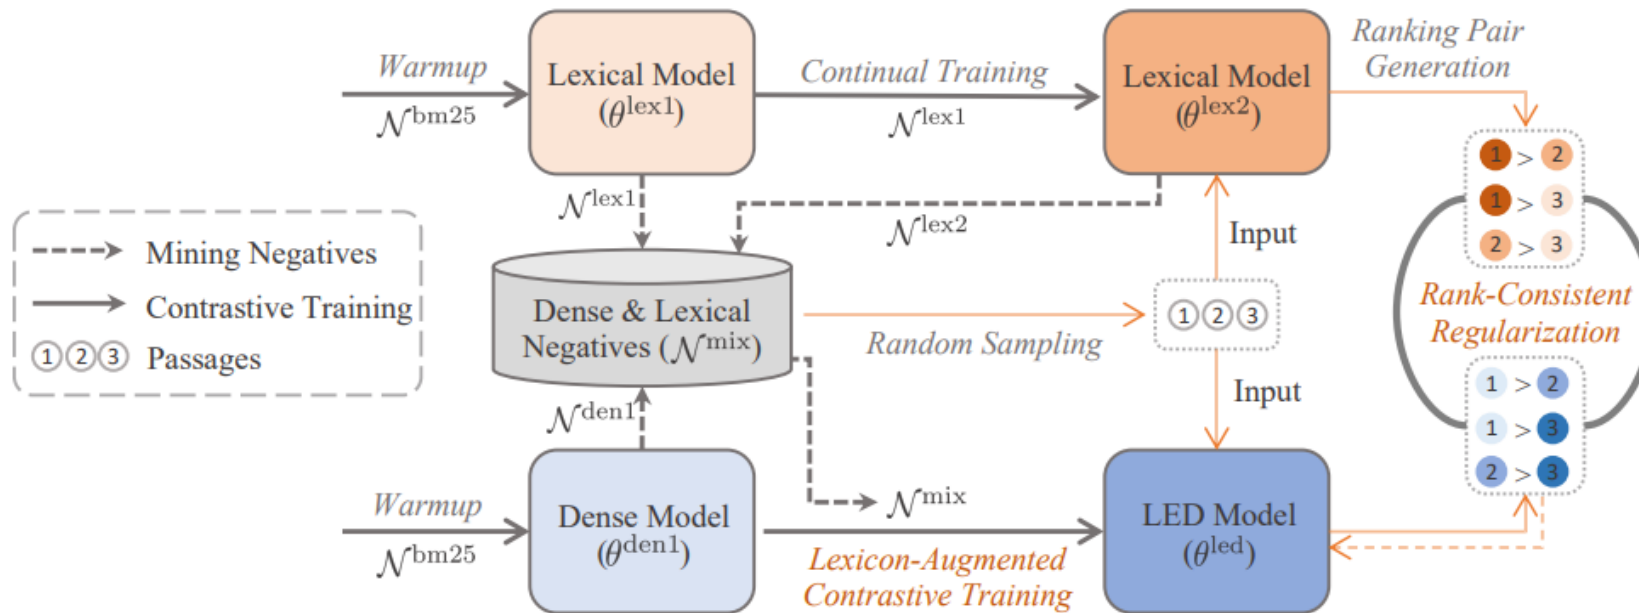 Warmup
𝒩^bm25
Lexical Model
(θ^lex1)
Continual Training
𝒩^lex1
Lexical Model
(θ^lex2)
Ranking Pair
Generation
1 > 2
1 > 3
2 > 3
𝒩^lex1
𝒩^lex2
Input
Mining Negatives
Contrastive Training
1 2 3 Passages
Dense & Lexical
Negatives (𝒩^mix)
Random Sampling
1 2 3
Rank-Consistent
Regularization
Input
1 > 2
1 > 3
2 > 3
𝒩^den1
Warmup
𝒩^bm25
Dense Model
(θ^den1)
𝒩^mix
Lexicon-Augmented
Contrastive Training
LED Model
(θ^led)